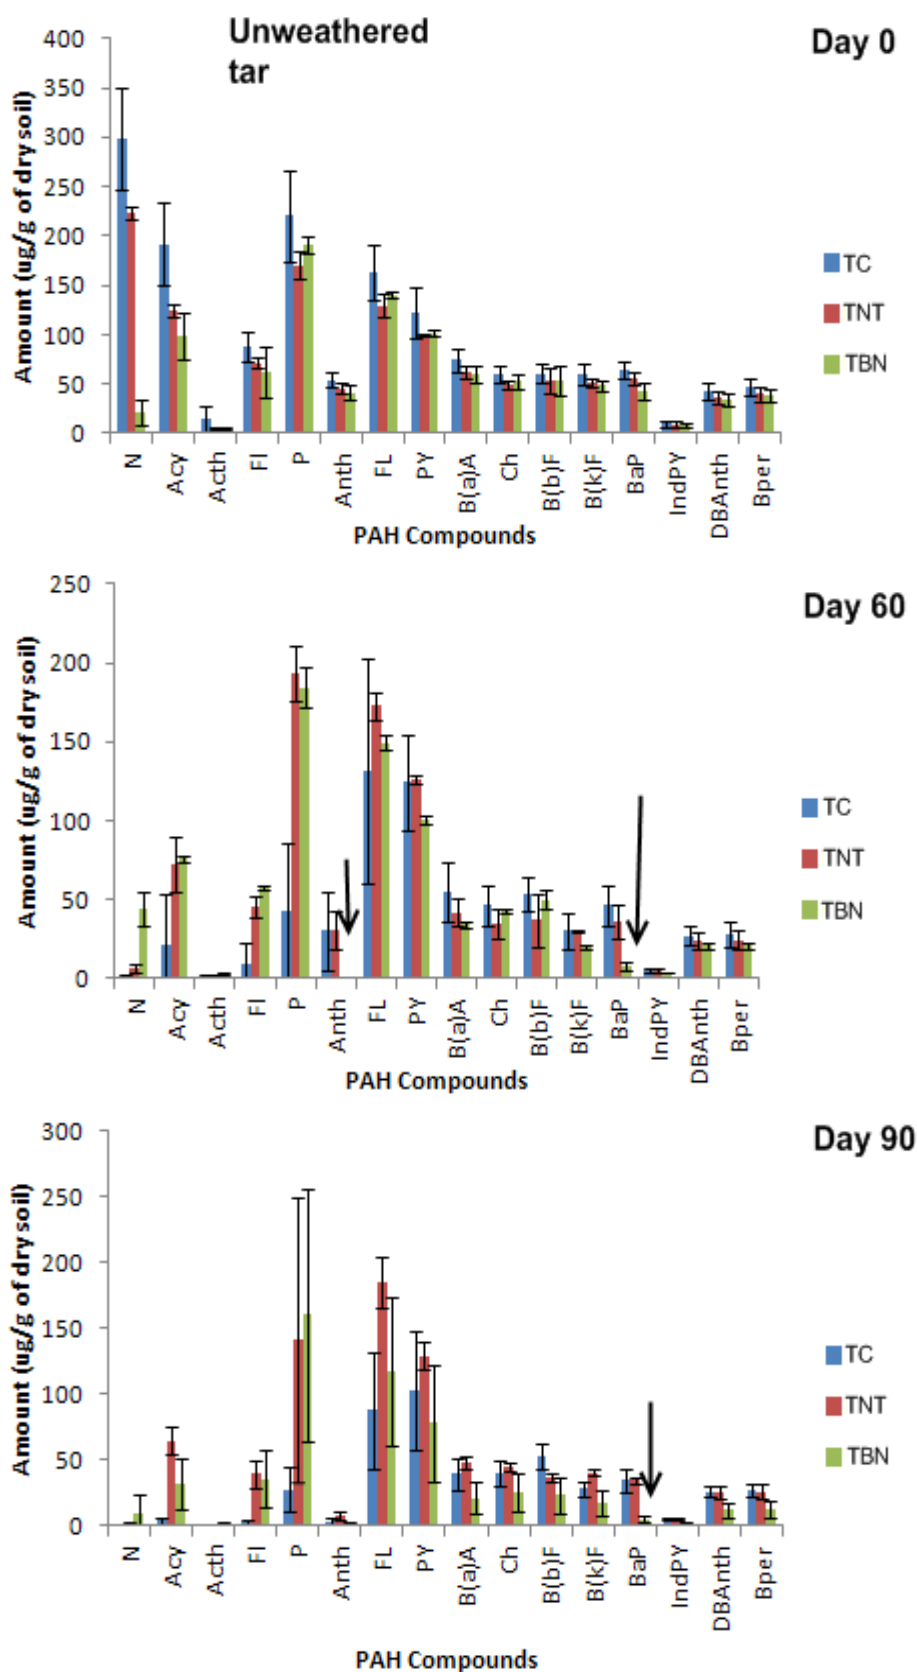 Unweathered
tar
Day 0
Amount (ug/g of dry soil)
400
350
300
250
200
150
100
50
0
N
Acy
Acth
Fl
P
Anth
FL
PY
B(a)A
Ch
B(b)F
B(k)F
BaP
IndPY
DBAnth
Bper
PAH Compounds
TC
TNT
TBN
Day 60
Amount (ug/g of dry soil)
250
200
150
100
50
0
N
Acy
Acth
Fl
P
Anth
FL
PY
B(a)A
Ch
B(b)F
B(k)F
BaP
IndPY
DBAnth
Bper
PAH Compounds
TC
TNT
TBN
Day 90
Amount (ug/g of dry soil)
300
250
200
150
100
50
0
N
Acy
Acth
Fl
P
Anth
FL
PY
B(a)A
Ch
B(b)F
B(k)F
BaP
IndPY
DBAnth
Bper
PAH Compounds
TC
TNT
TBN